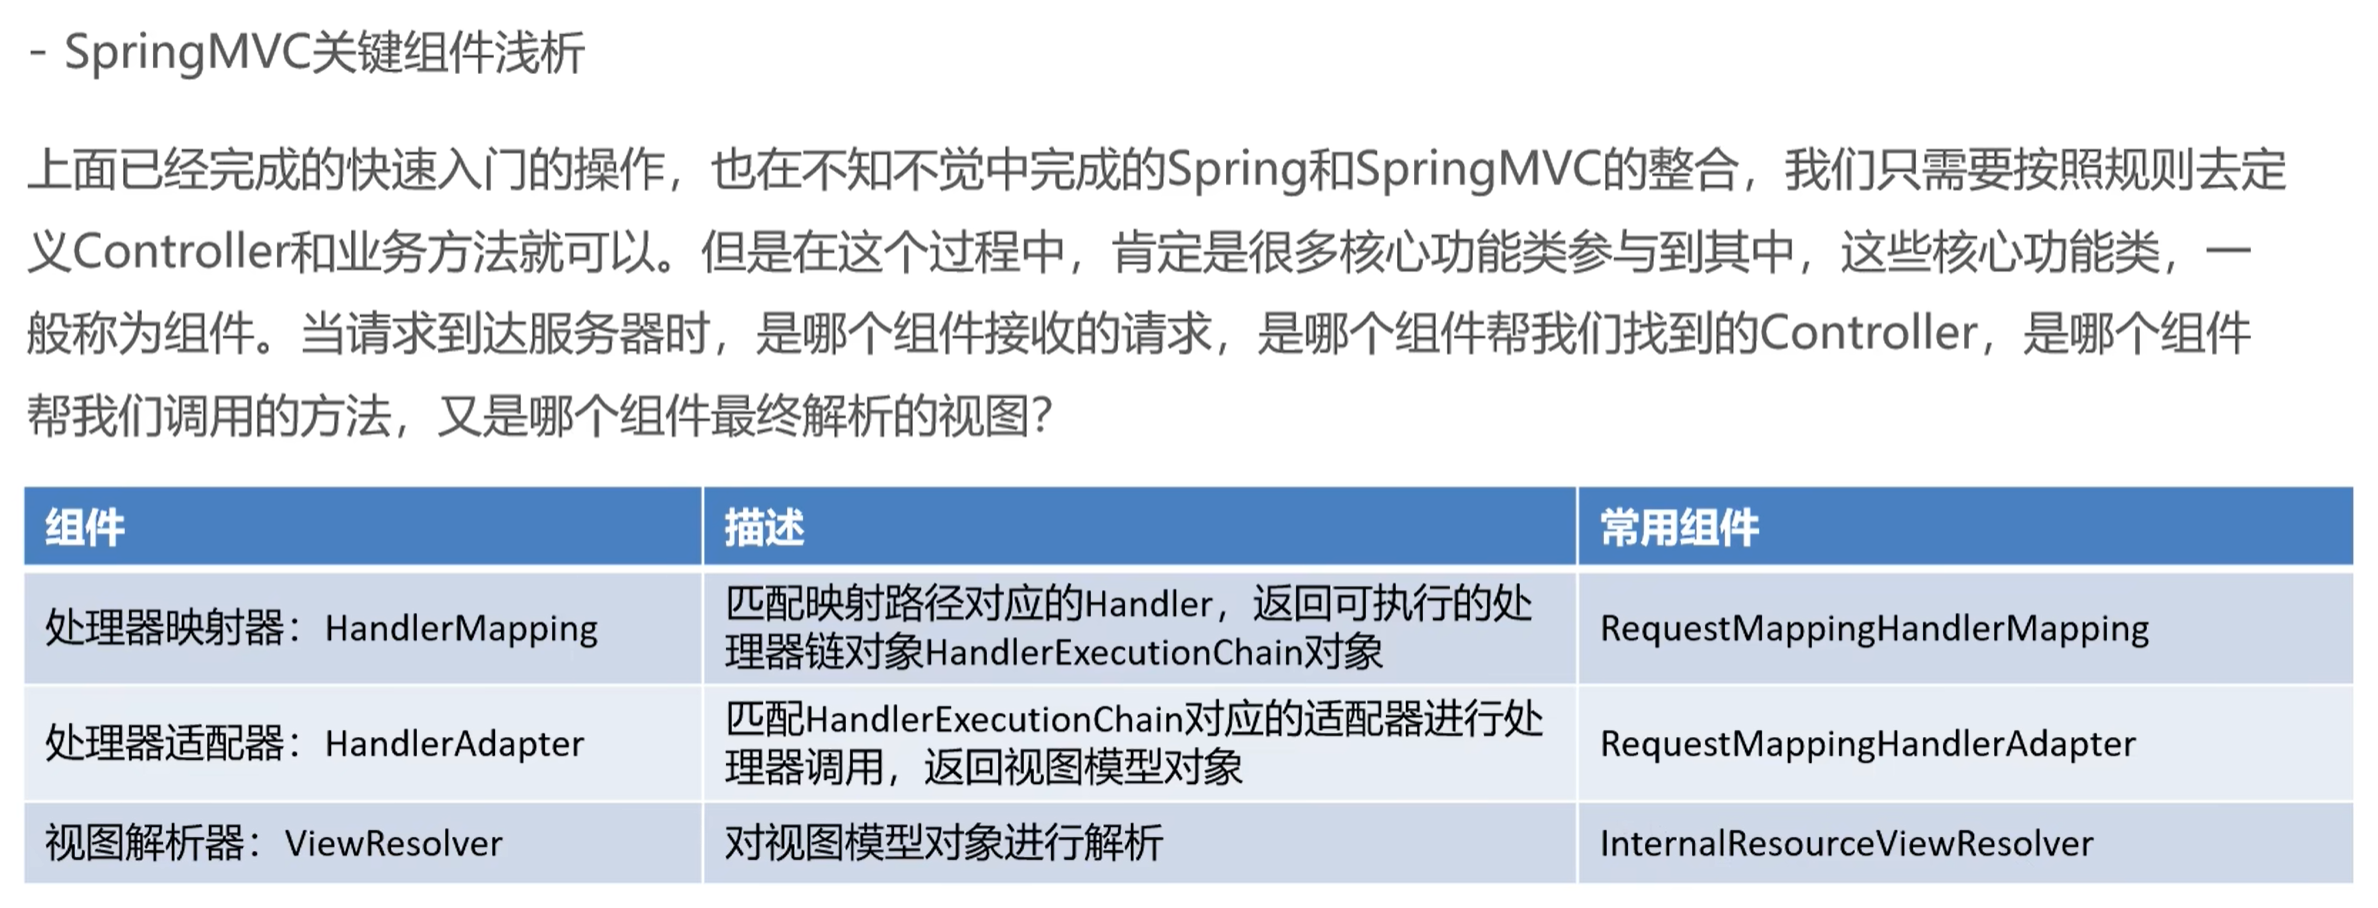 - SpringMVC关键组件浅析
上面已经完成的快速入门的操作，也在不知不觉中完成的Spring和SpringMVC的整合，我们只需要按照规则去定
义Controller和业务方法就可以。但是在这个过程中，肯定是很多核心功能类参与到其中，这些核心功能类，一
般称为组件。当请求到达服务器时，是哪个组件接收的请求，是哪个组件帮我们找到的Controller，是哪个组件
帮我们调用的方法，又是哪个组件最终解析的视图？
组件 描述 常用组件
处理器映射器：HandlerMapping
匹配映射路径对应的Handler，返回可执行的处
理器链对象HandlerExecutionChain对象
RequestMappingHandlerMapping
处理器适配器：HandlerAdapter
匹配HandlerExecutionChain对应的适配器进行处
理器调用，返回视图模型对象
RequestMappingHandlerAdapter
视图解析器：ViewResolver
对视图模型对象进行解析
InternalResourceViewResolver